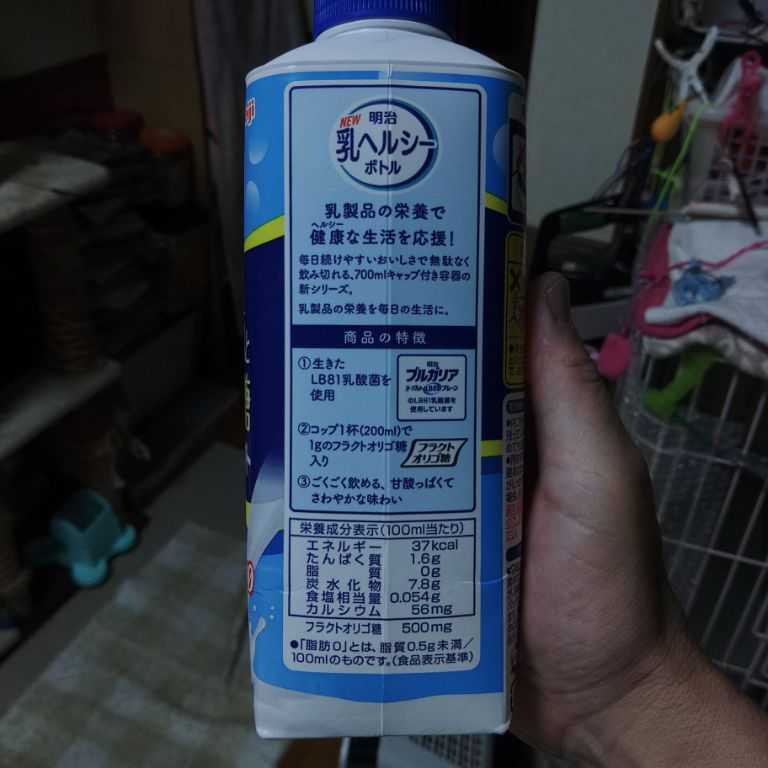 NEW
明治
乳ヘルシー
ボトル
乳製品の栄養で
ヘルシー
健康な生活を応援!
毎日続けやすいおいしさで無駄なく
飲み切れる、700mlキャップ付き容器の
新シリーズ。
乳製品の栄養を毎日の生活に。
商品の特徴
①生きた
LB81乳酸菌を
使用
明治
ブルガリア
ヨーグルトLB81プレーン
のLB81乳酸菌を
使用しています
②コップ1杯(200ml)で
1gのフラクトオリゴ糖
入り
フラクト
オリゴ糖
③ごくごく飲める、甘酸っぱくて
さわやかな味わい
栄養成分表示(100ml当たり)
エネルギー 37kcal
たんぱく質 1.6g
脂質 0g
炭水化物 7.8g
食塩相当量 0.054g
カルシウム 56mg
フラクトオリゴ糖 500mg
●「脂肪0」とは、脂質0.5g未満/
100mlのものです。(食品表示基準)